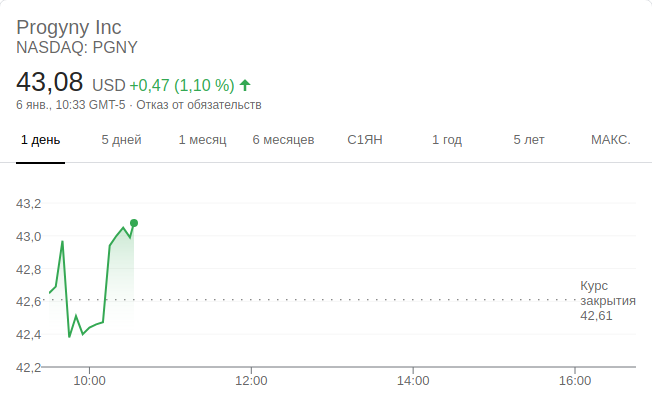 Progyny Inc
NASDAQ: PGNY
43,08 USD +0,47 (1,10 %)
6 янв., 10:33 GMT-5 · Отказ от обязательств
1 день 5 дней 1 месяц 6 месяцев С1ЯН 1 год 5 лет МАКС.
43,2
43,0
42,8
42,6
42,4
42,2
Курс
закрытия
42,61
10:00 12:00 14:00 16:00